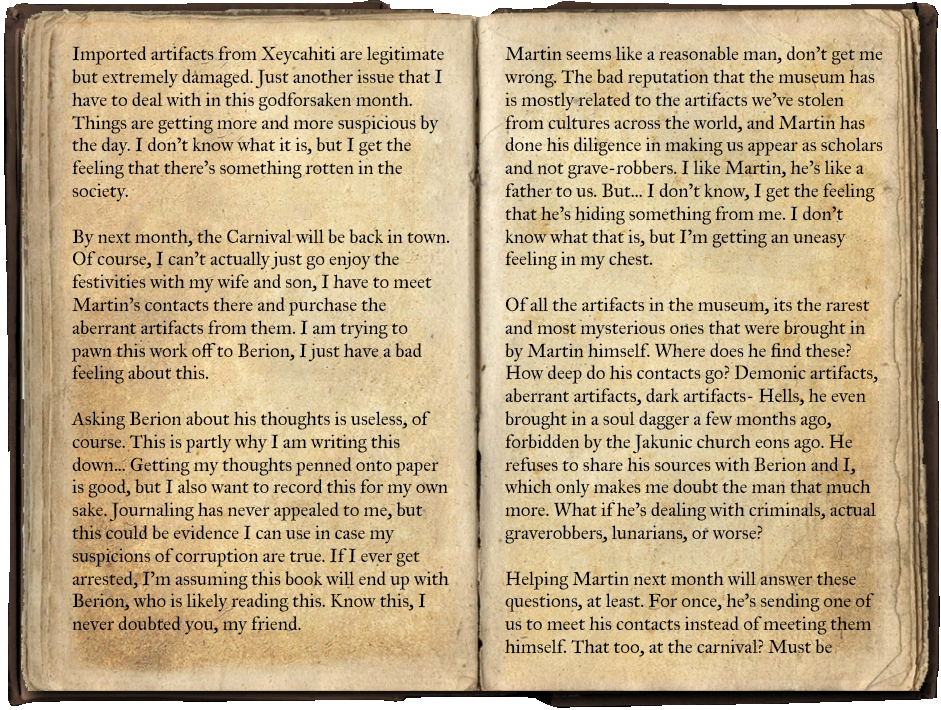 Imported artifacts from Xeycahiti are legitimate
but extremely damaged. Just another issue that I
have to deal with in this godforsaken month.
Things are getting more and more suspicious by
the day. I don't know what it is, but I get the
feeling that there's something rotten in the
society.
By next month, the Carnival will be back in town.
Of course, I can't actually just go enjoy the
festivities with my wife and son, I have to meet
Martin's contacts there and purchase the
aberrant artifacts from them. I am trying to
pawn this work off to Berion, I just have a bad
feeling about this.
Asking Berion about his thoughts is useless, of
course. This is partly why I am writing this
down... Getting my thoughts penned onto paper
is good, but I also want to record this for my own
sake. Journaling has never appealed to me, but
this could be evidence I can use in case my
suspicions of corruption are true. If I ever get
arrested, I'm assuming this book will end up with
Berion, who is likely reading this. Know this, I
never doubted you, my friend.
Martin seems like a reasonable man, don't get me
wrong. The bad reputation that the museum has
is mostly related to the artifacts we've stolen
from cultures across the world, and Martin has
done his diligence in making us appear as scholars
and not grave-robbers. I like Martin, he's like a
father to us. But... I don't know, I get the feeling
that he's hiding something from me. I don't
know what that is, but I'm getting an uneasy
feeling in my chest.
Of all the artifacts in the museum, its the rarest
and most mysterious ones that were brought in
by Martin himself. Where does he find these?
How deep do his contacts go? Demonic artifacts,
aberrant artifacts, dark artifacts- Hells, he even
brought in a soul dagger a few months ago,
forbidden by the Jakunic church eons ago. He
refuses to share his sources with Berion and I,
which only makes me doubt the man that much
more. What if he's dealing with criminals, actual
graverobbers, lunarians, or worse?
Helping Martin next month will answer these
questions, at least. For once, he's sending one of
us to meet his contacts instead of meeting them
himself. That too, at the carnival? Must be